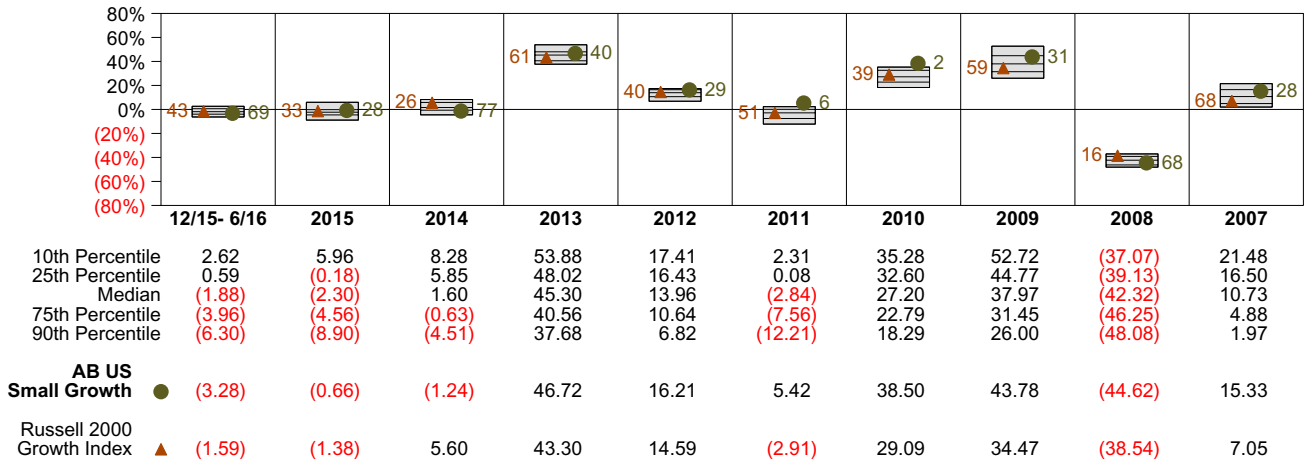 80%
60%
40%
20%
0%
(20%)
(40%)
(60%)
(80%)
43 69 33 28 26 77 61 40 40 29 51 6 39 2 59 31 16 68 68 28
12/15- 6/16 2015 2014 2013 2012 2011 2010 2009 2008 2007
10th Percentile 2.62 5.96 8.28 53.88 17.41 2.31 35.28 52.72 (37.07) 21.48
25th Percentile 0.59 (0.18) 5.85 48.02 16.43 0.08 32.60 44.77 (39.13) 16.50
Median (1.88) (2.30) 1.60 45.30 13.96 (2.84) 27.20 37.97 (42.32) 10.73
75th Percentile (3.96) (4.56) (0.63) 40.56 10.64 (7.56) 22.79 31.45 (46.25) 4.88
90th Percentile (6.30) (8.90) (4.51) 37.68 6.82 (12.21) 18.29 26.00 (48.08) 1.97
AB US
Small Growth (3.28) (0.66) (1.24) 46.72 16.21 5.42 38.50 43.78 (44.62) 15.33
Russell 2000
Growth Index (1.59) (1.38) 5.60 43.30 14.59 (2.91) 29.09 34.47 (38.54) 7.05